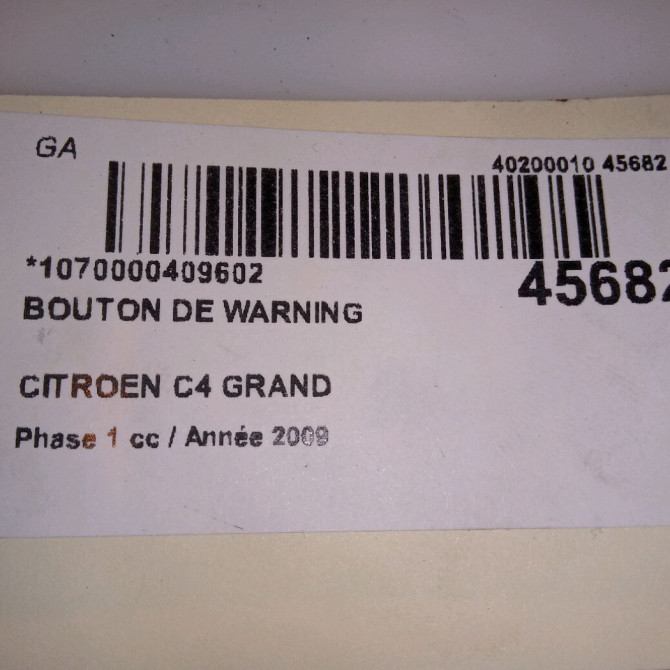 GA
40200010 45682
*1070000409602
45682
BOUTON DE WARNING
CITROEN C4 GRAND
Phase 1 cc / Année 2009